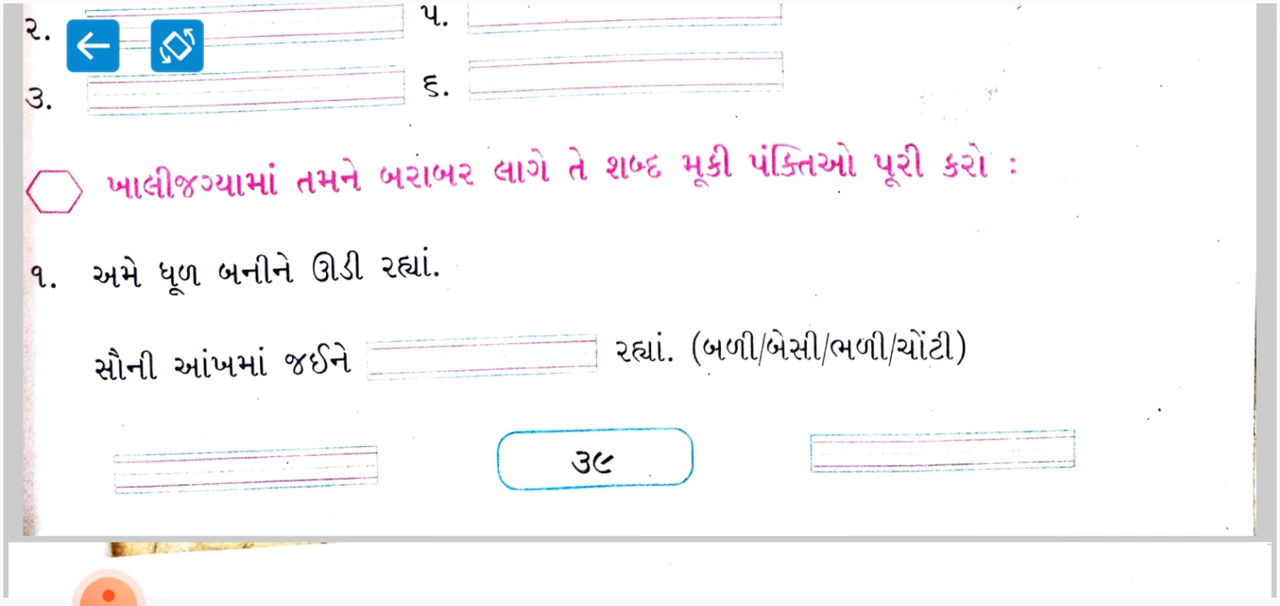 ૨.
૫.
૩.
૬.
ખાલીજગ્યામાં તમને બરાબર લાગે તે શબ્દ મૂકી પંક્તિઓ પૂરી કરો :
૧. અમે ધૂળ બનીને ઊડી રહ્યાં.
સૌની આંખમાં જઈને રહ્યાં. (બળી/બેસી/ભળી/ચોંટી)
૩૯